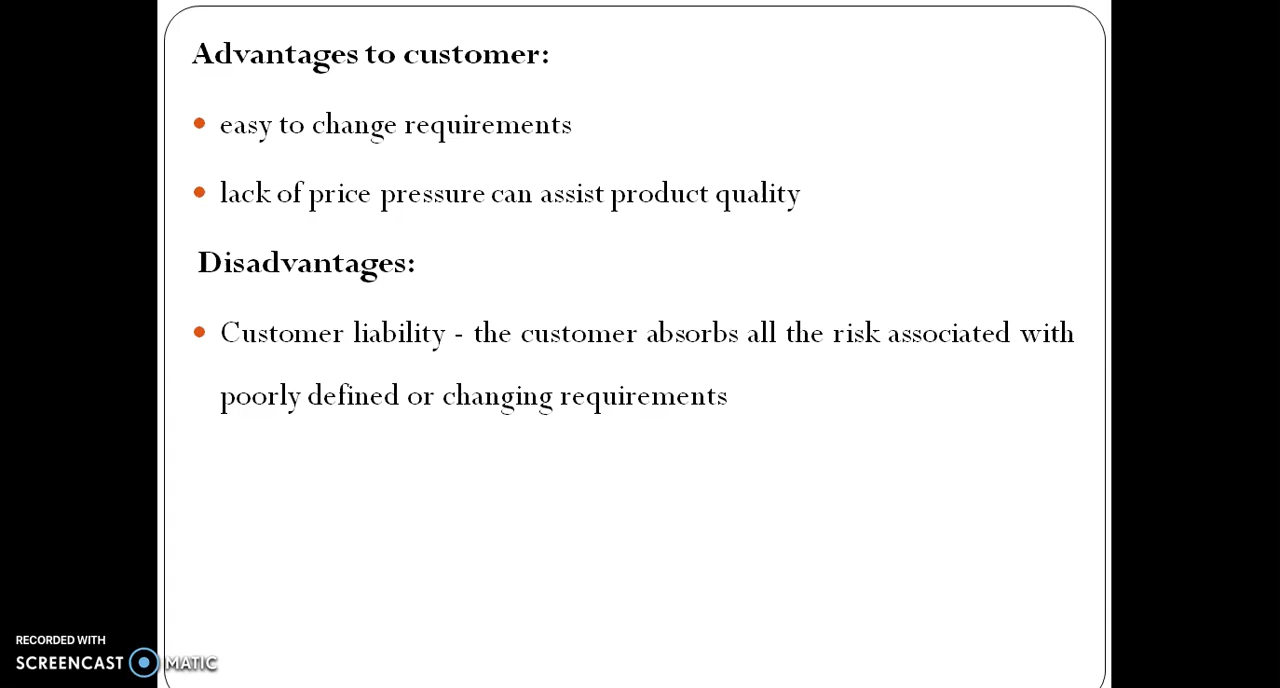 Advantages to customer:
easy to change requirements
lack of price pressure can assist product quality
Disadvantages:
Customer liability - the customer absorbs all the risk associated with
poorly defined or changing requirements
RECORDED WITH
SCREENCAST MATIC